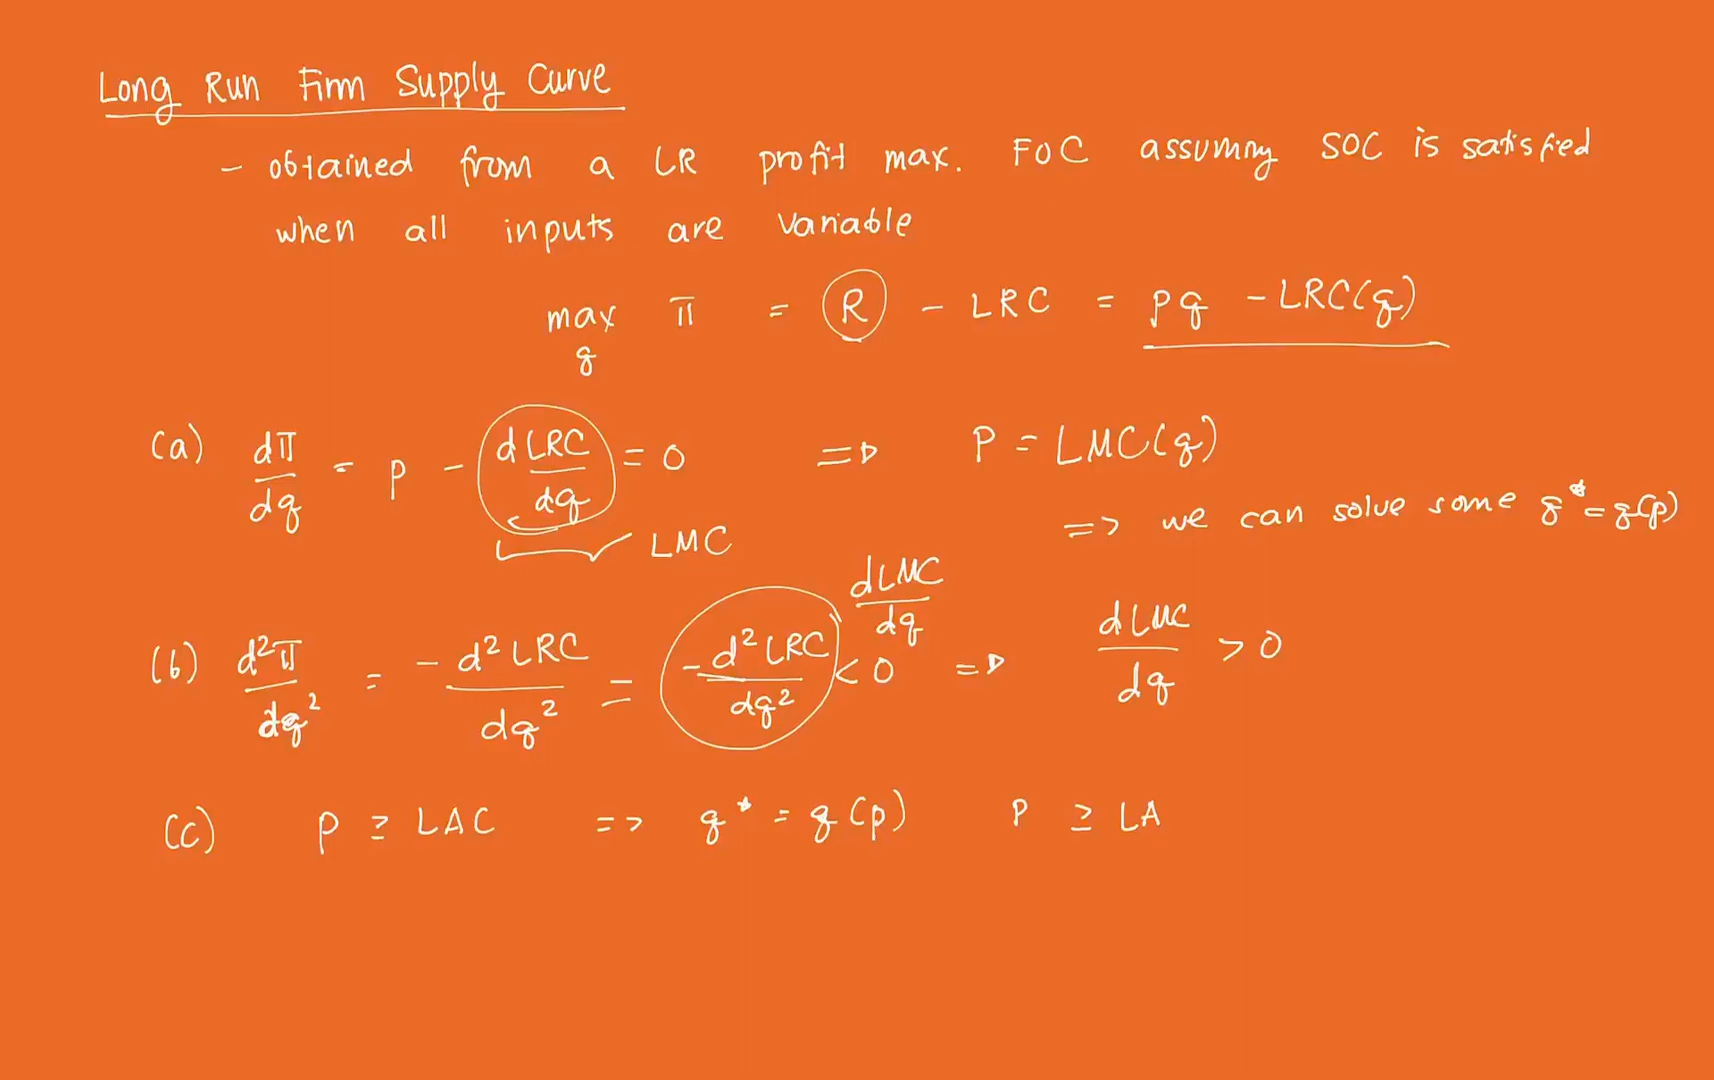 Long Run Firm Supply Curve
- obtained from a LR profit max. FOC assuming SOC is satisfied
when all inputs are variable
max π = R - LRC = pq - LRC(q)
q
(a) dπ/dq = p - dLRC/dq = 0 => P = LMC(q)
LMC
=> we can solve some q* = q(p)
dLMC/dq
(b) d²π/dq² = -d²LRC/dq² = -d²LRC/dq² < 0 => dLMC/dq > 0
(c) P ≥ LAC => q* = q(p) P ≥ LA